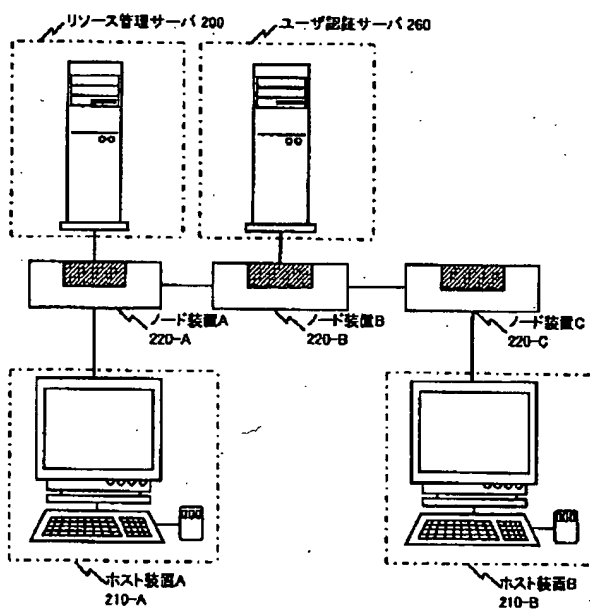 リソース管理サーバ 200
ユーザ認証サーバ 260
ノード装置A
220-A
ノード装置B
220-B
ノード装置C
220-C
ホスト装置A
210-A
ホスト装置B
210-B